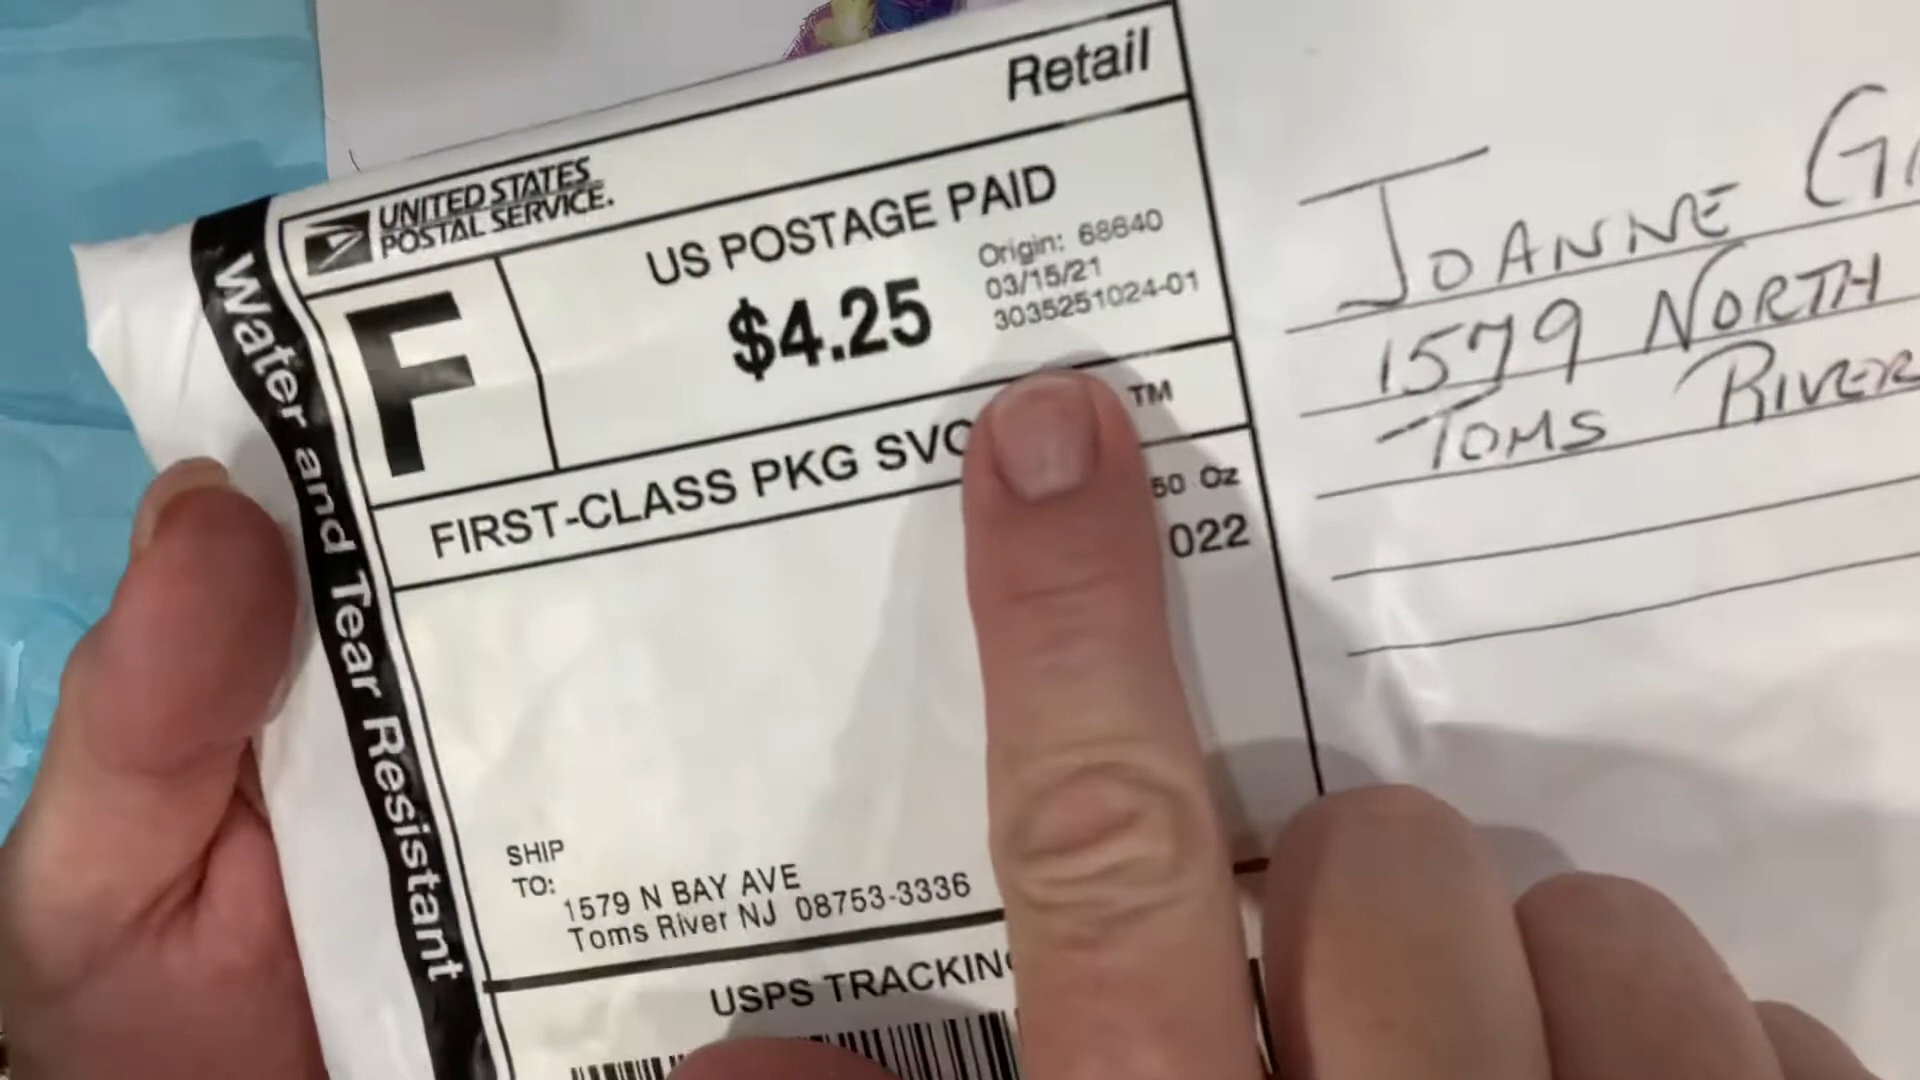 Retail
UNITED STATES
POSTAL SERVICE.
US POSTAGE PAID
$4.25
Origin: 68640
03/15/21
3035251024-01
F
FIRST-CLASS PKG SVC
TM
50 Oz
022
SHIP
TO:
1579 N BAY AVE
Toms River NJ 08753-3336
USPS TRACKING
Water and Tear Resistant
JOANNE
1579 NORTH
TOMS RIVER